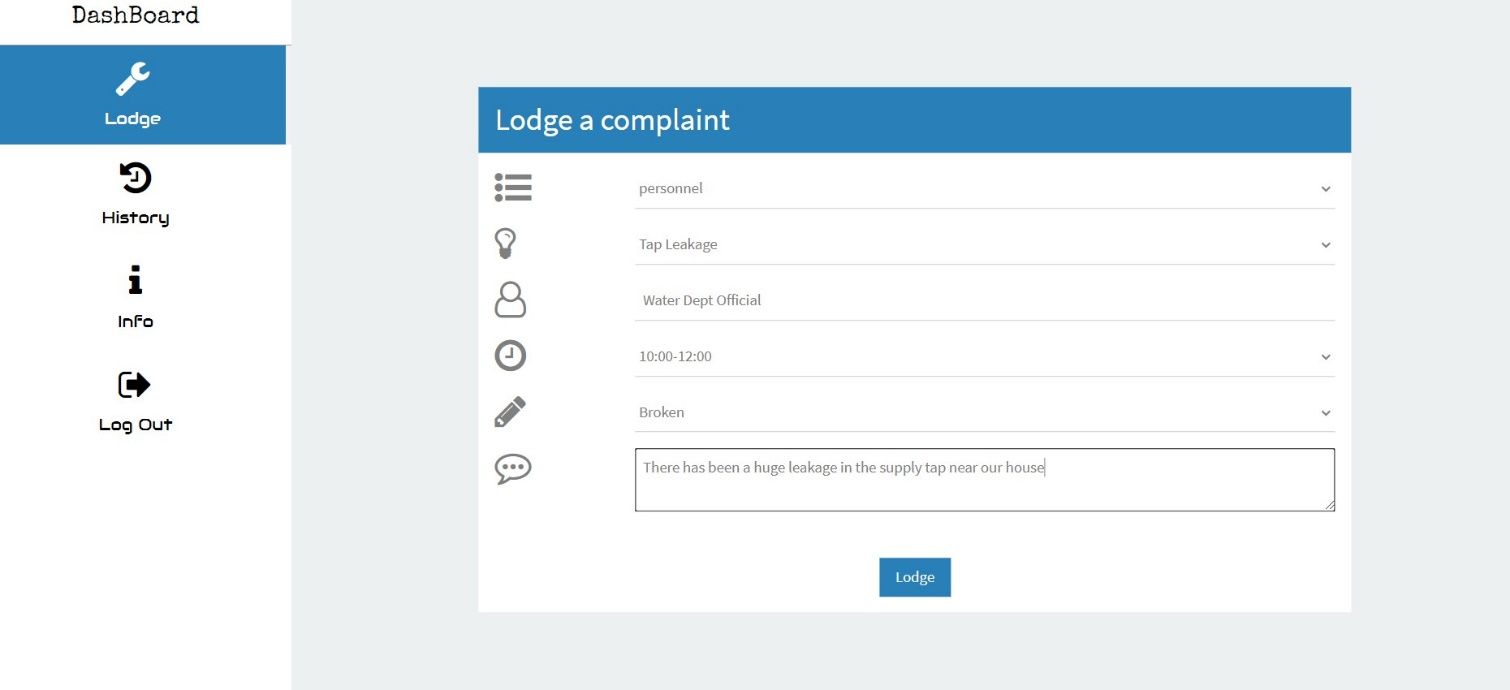 DashBoard
Lodge
History
Info
Log Out
Lodge a complaint
personnel
Tap Leakage
Water Dept Official
10:00-12:00
Broken
There has been a huge leakage in the supply tap near our house
Lodge